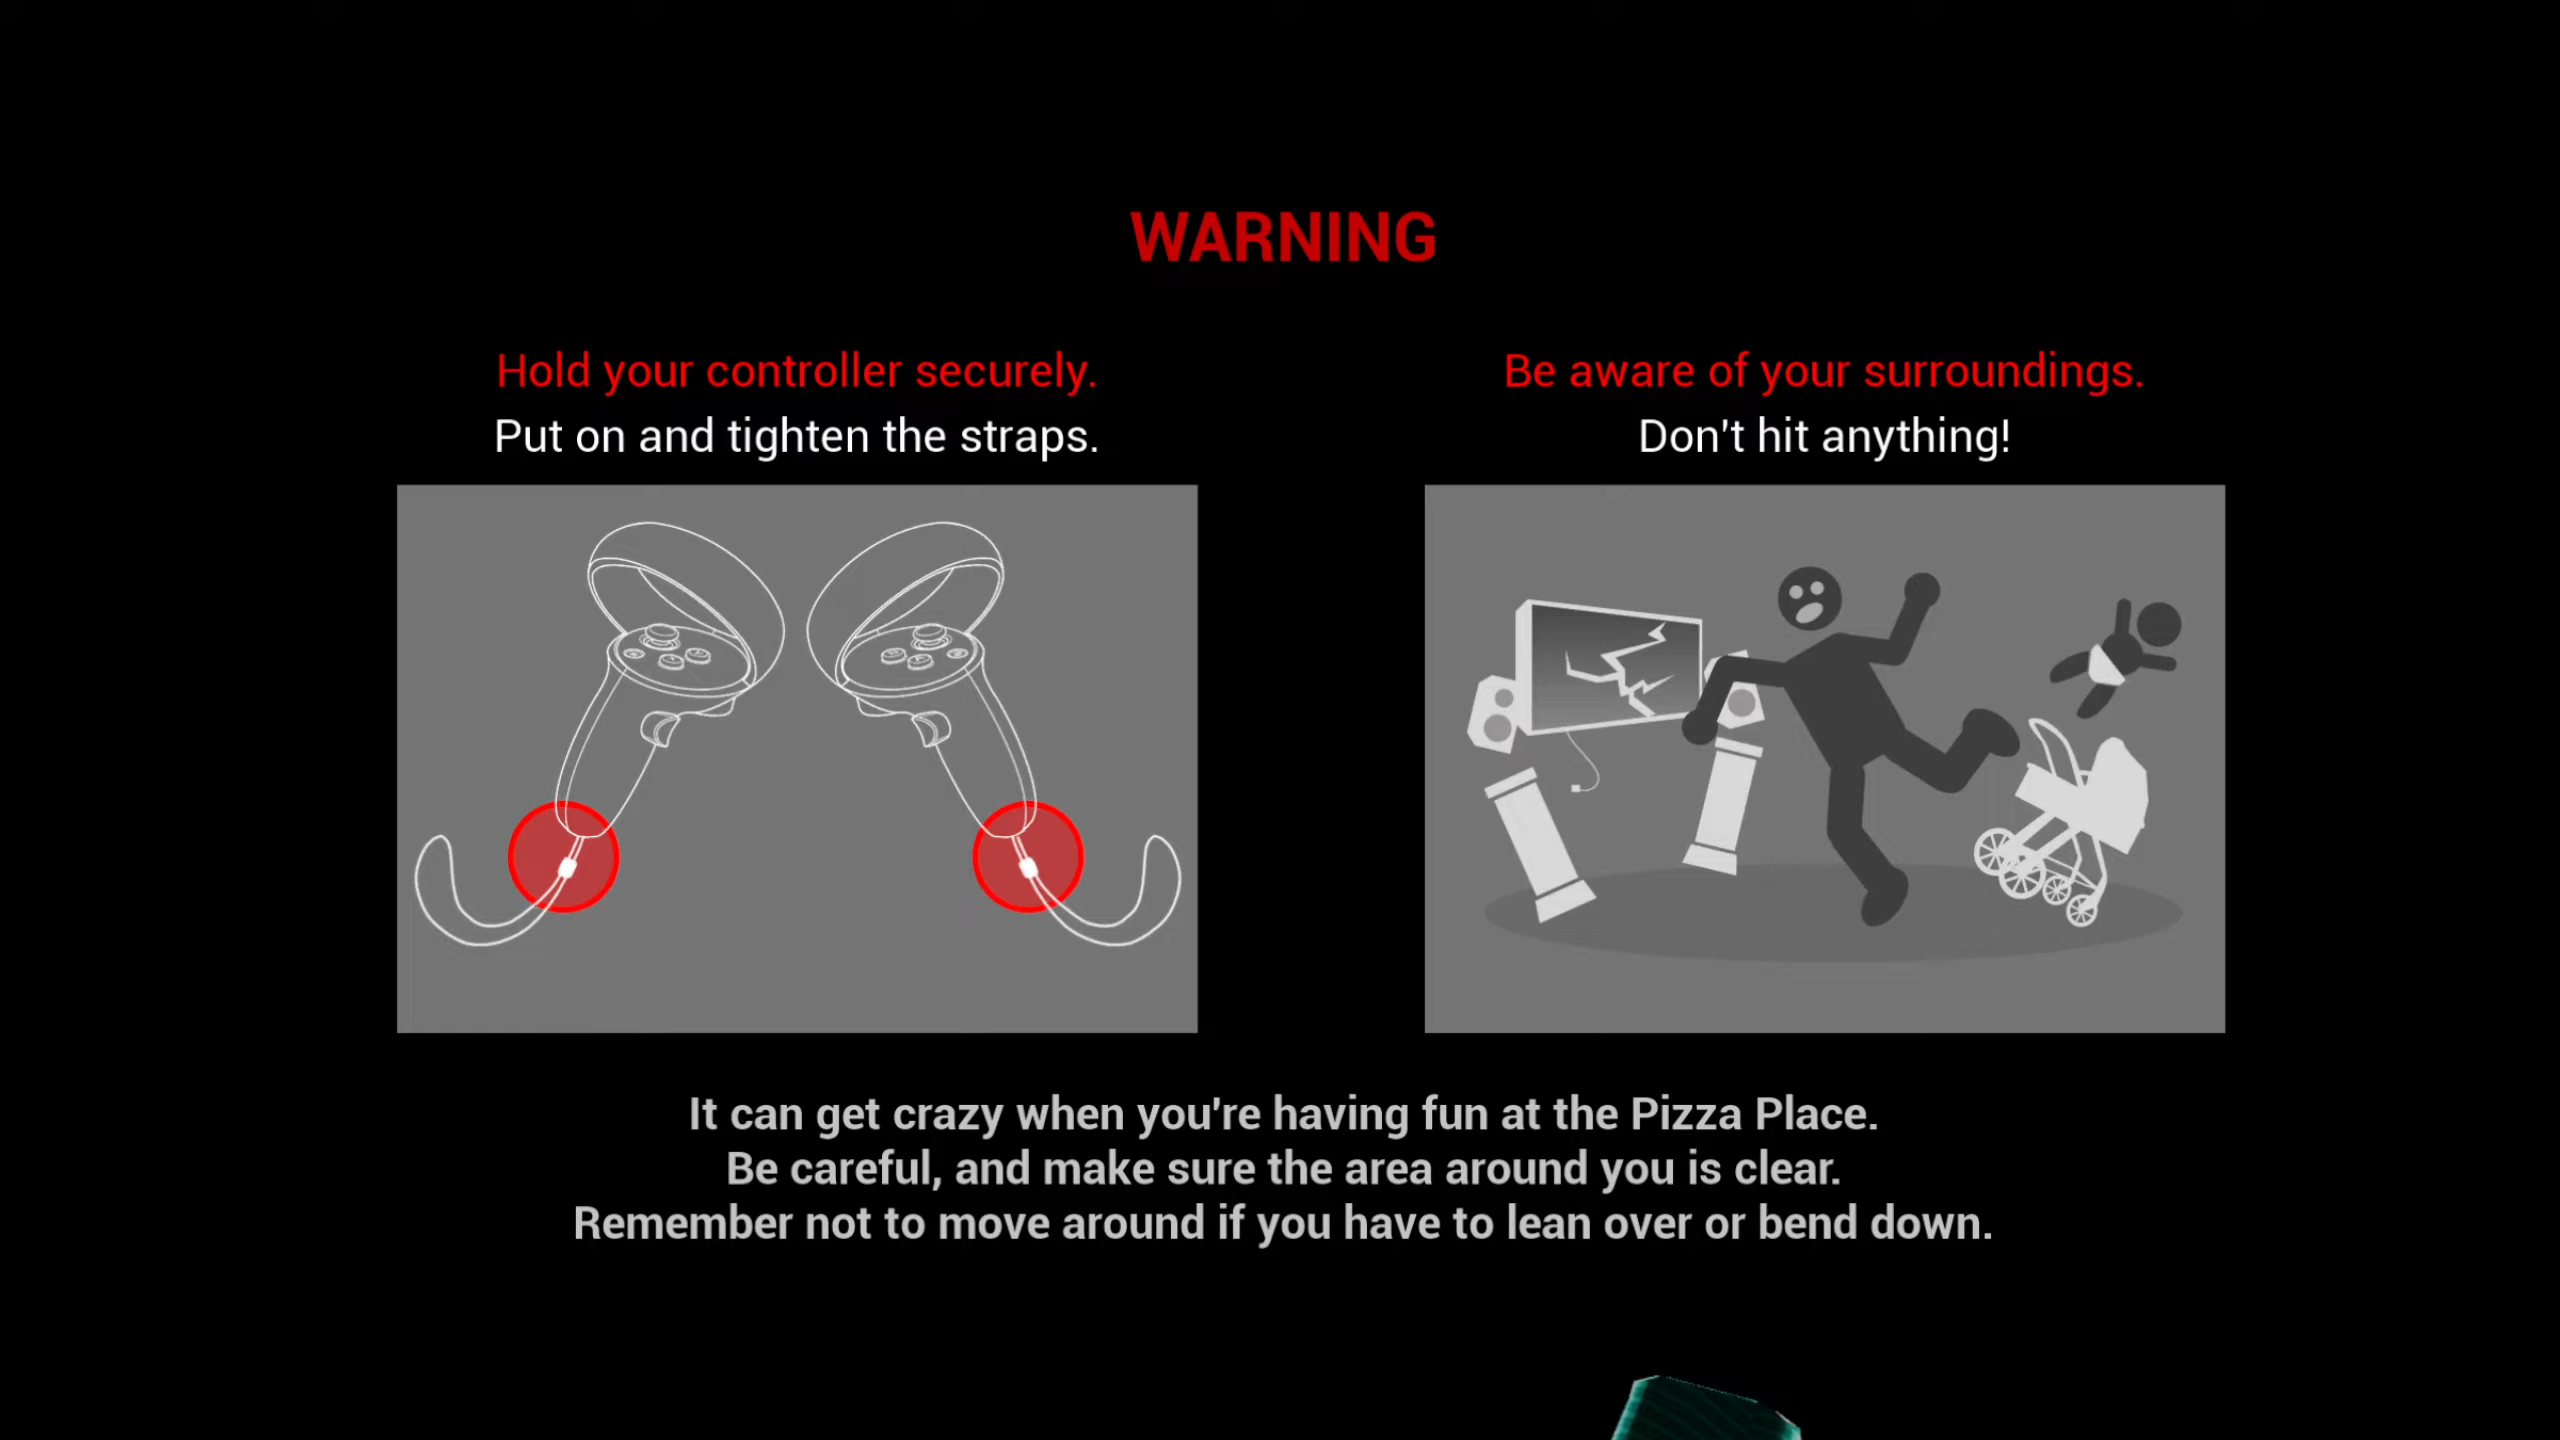 WARNING
Hold your controller securely.
Put on and tighten the straps.
Be aware of your surroundings.
Don't hit anything!
It can get crazy when you're having fun at the Pizza Place.
Be careful, and make sure the area around you is clear.
Remember not to move around if you have to lean over or bend down.